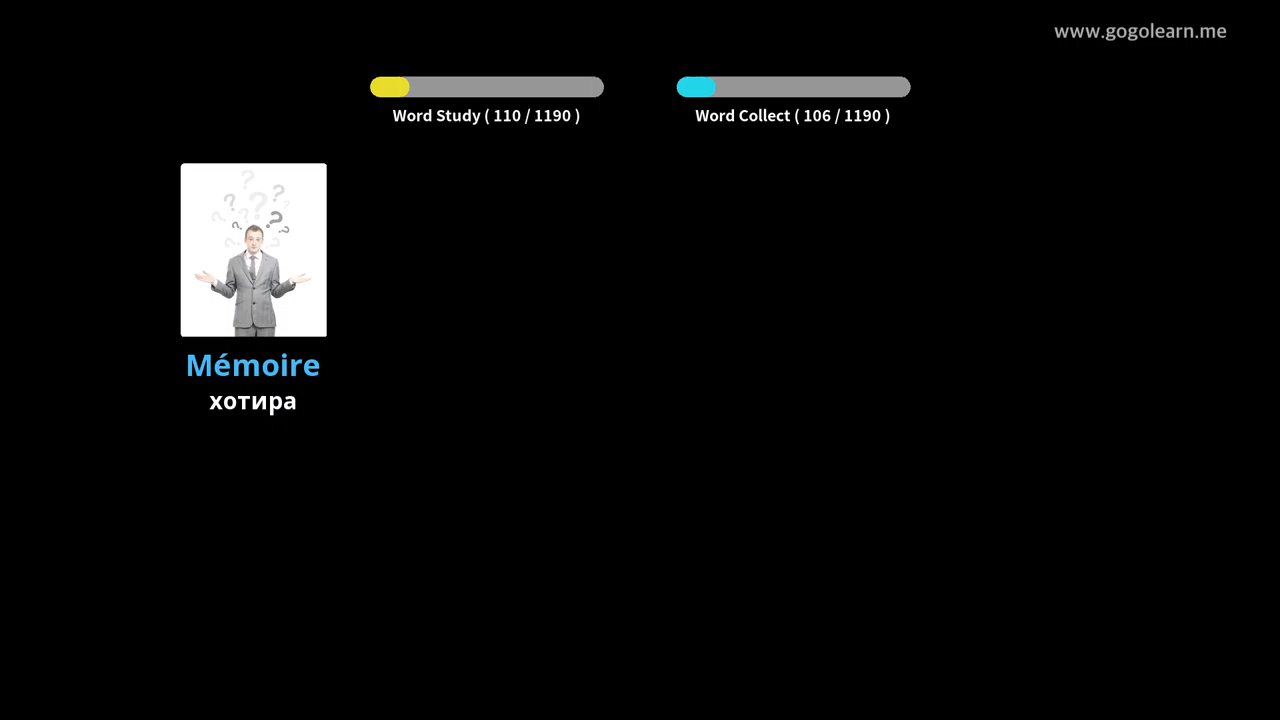 www.gogolearn.me
Word Study ( 110 / 1190 )
Word Collect ( 106 / 1190 )
Mémoire
хотира